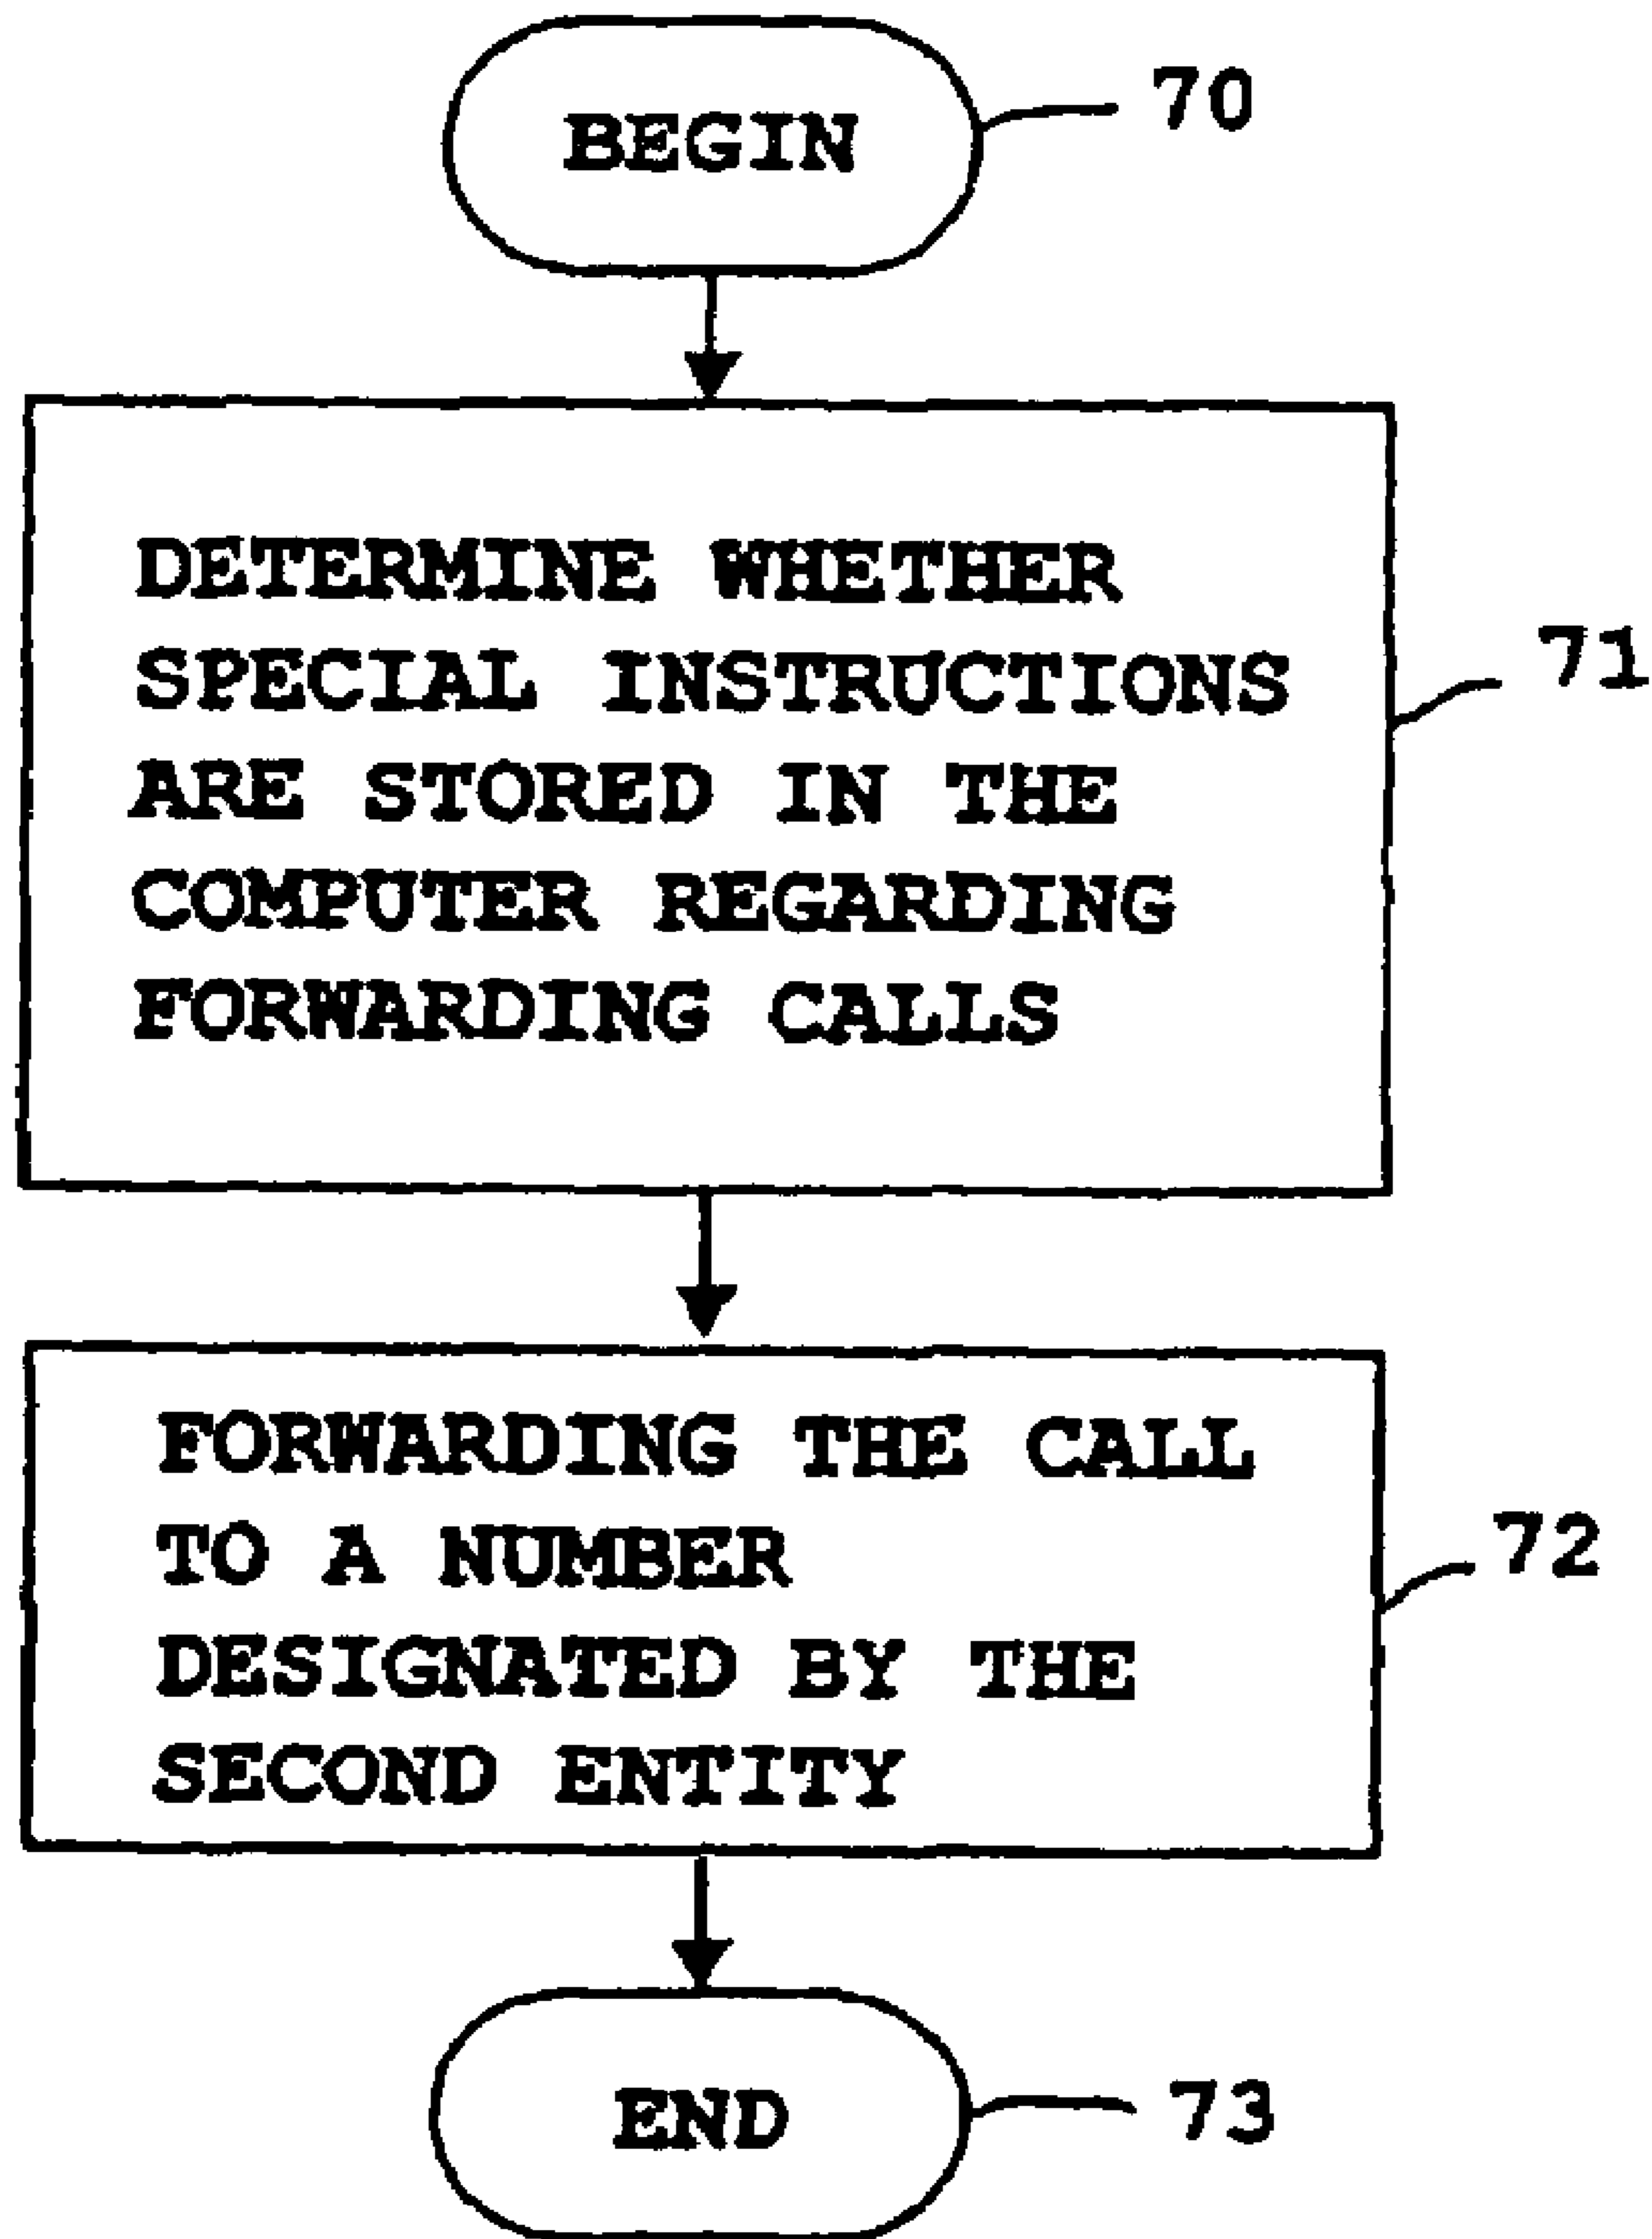 BEGIN
70
DETERMINE WHETHER
SPECIAL INSTRUCTIONS
ARE STORED IN THE
COMPUTER REGARDING
FORWARDING CALLS
71
FORWARDING THE CALL
TO A NUMBER
DESIGNATED BY THE
SECOND ENTITY
72
END
73